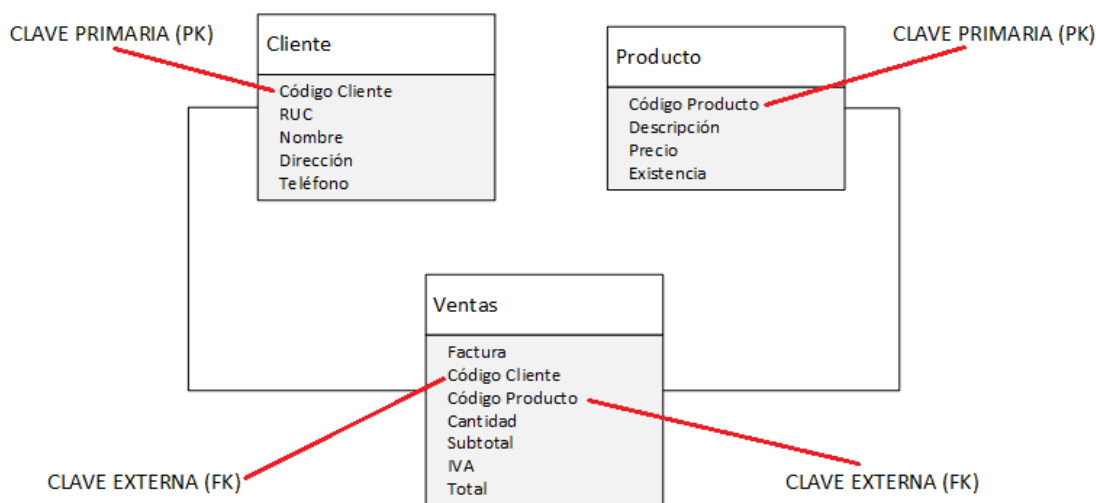 CLAVE PRIMARIA (PK)
Cliente
Código Cliente
RUC
Nombre
Dirección
Teléfono
CLAVE PRIMARIA (PK)
Producto
Código Producto
Descripción
Precio
Existencia
Ventas
Factura
Código Cliente
Código Producto
Cantidad
Subtotal
IVA
Total
CLAVE EXTERNA (FK)
CLAVE EXTERNA (FK)